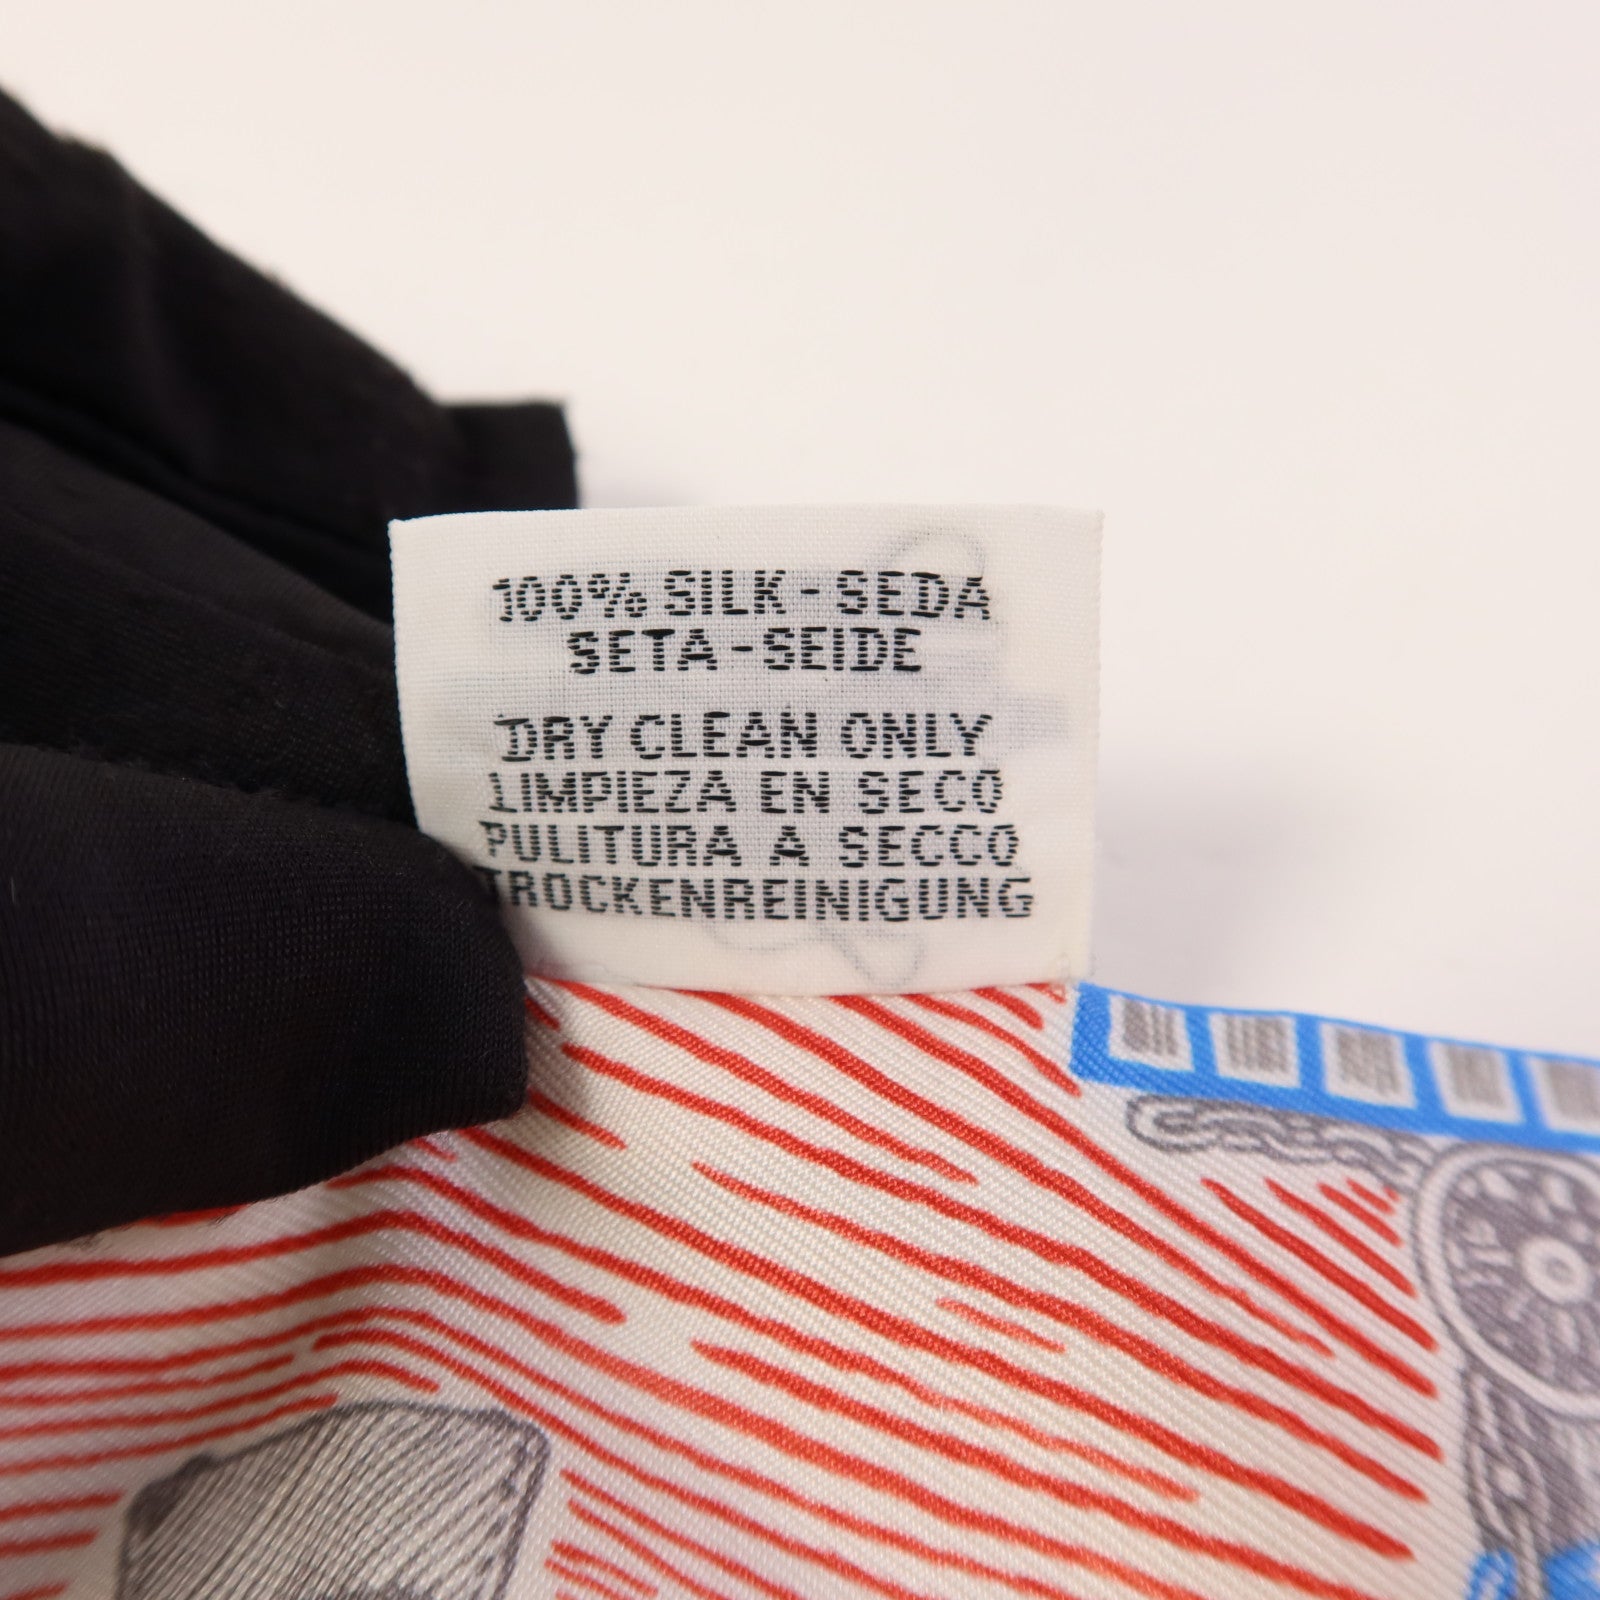 100% SILK-SEDA
SETA-SEIDE
DRY CLEAN ONLY
LIMPIEZA EN SECO
PULITURA A SECCO
TROCKENREINIGUNG